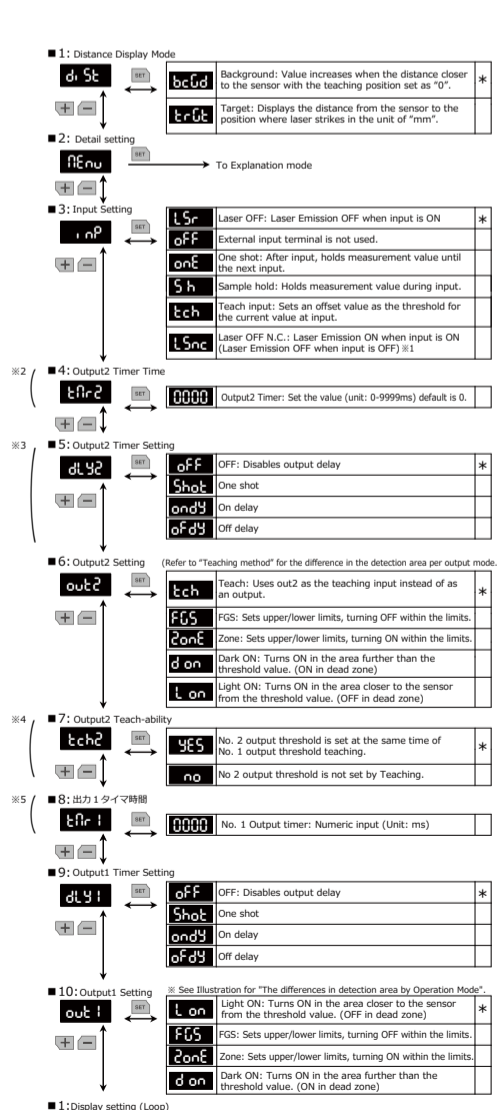 ■1: Distance Display Mode
di St
SET
bcGd
Background: Value increases when the distance closer
to the sensor with the teaching position set as "0".
*
+ −
trGt
Target: Displays the distance from the sensor to the
position where laser strikes in the unit of "mm".
■2: Detail setting
MEnu
SET
To Explanation mode
+ −
■3: Input Setting
inP
SET
LSr
Laser OFF: Laser Emission OFF when input is ON
*
oFF
External input terminal is not used.
+ −
onE
One shot: After input, holds measurement value until
the next input.
S h
Sample hold: Holds measurement value during input.
tch
Teach input: Sets an offset value as the threshold for
the current value at input.
LSnc
Laser OFF N.C.: Laser Emission ON when input is ON
(Laser Emission OFF when input is OFF) ※1
※2
■4: Output2 Timer Time
tMr2
SET
0000
Output2 Timer: Set the value (unit: 0-9999ms) default is 0.
+ −
※3
■5: Output2 Timer Setting
dLY2
SET
oFF
OFF: Disables output delay
*
Shot
One shot
+ −
ondY
On delay
oFdY
Off delay
■6: Output2 Setting
(Refer to "Teaching method" for the difference in the detection area per output mode.
out2
SET
tch
Teach: Uses out2 as the teaching input instead of as
an output.
*
+ −
FGS
FGS: Sets upper/lower limits, turning OFF within the limits.
ZonE
Zone: Sets upper/lower limits, turning ON within the limits.
d on
Dark ON: Turns ON in the area further than the
threshold value. (ON in dead zone)
L on
Light ON: Turns ON in the area closer to the sensor
from the threshold value. (OFF in dead zone)
※4
■7: Output2 Teach-ability
tch2
SET
YES
No. 2 output threshold is set at the same time of
No. 1 output threshold teaching.
*
+ −
no
No 2 output threshold is not set by Teaching.
※5
■8: 出力1タイマ時間
tMr1
SET
0000
No. 1 Output timer: Numeric input (Unit: ms)
+ −
■9: Output1 Timer Setting
dLY1
SET
oFF
OFF: Disables output delay
*
Shot
One shot
+ −
ondY
On delay
oFdY
Off delay
■10: Output1 Setting
※ See Illustration for "The differences in detection area by Operation Mode".
out1
SET
L on
Light ON: Turns ON in the area closer to the sensor
from the threshold value. (OFF in dead zone)
*
+ −
FGS
FGS: Sets upper/lower limits, turning OFF within the limits.
ZonE
Zone: Sets upper/lower limits, turning ON within the limits.
d on
Dark ON: Turns ON in the area further than the
threshold value. (ON in dead zone)
■1: Display setting (Loop)